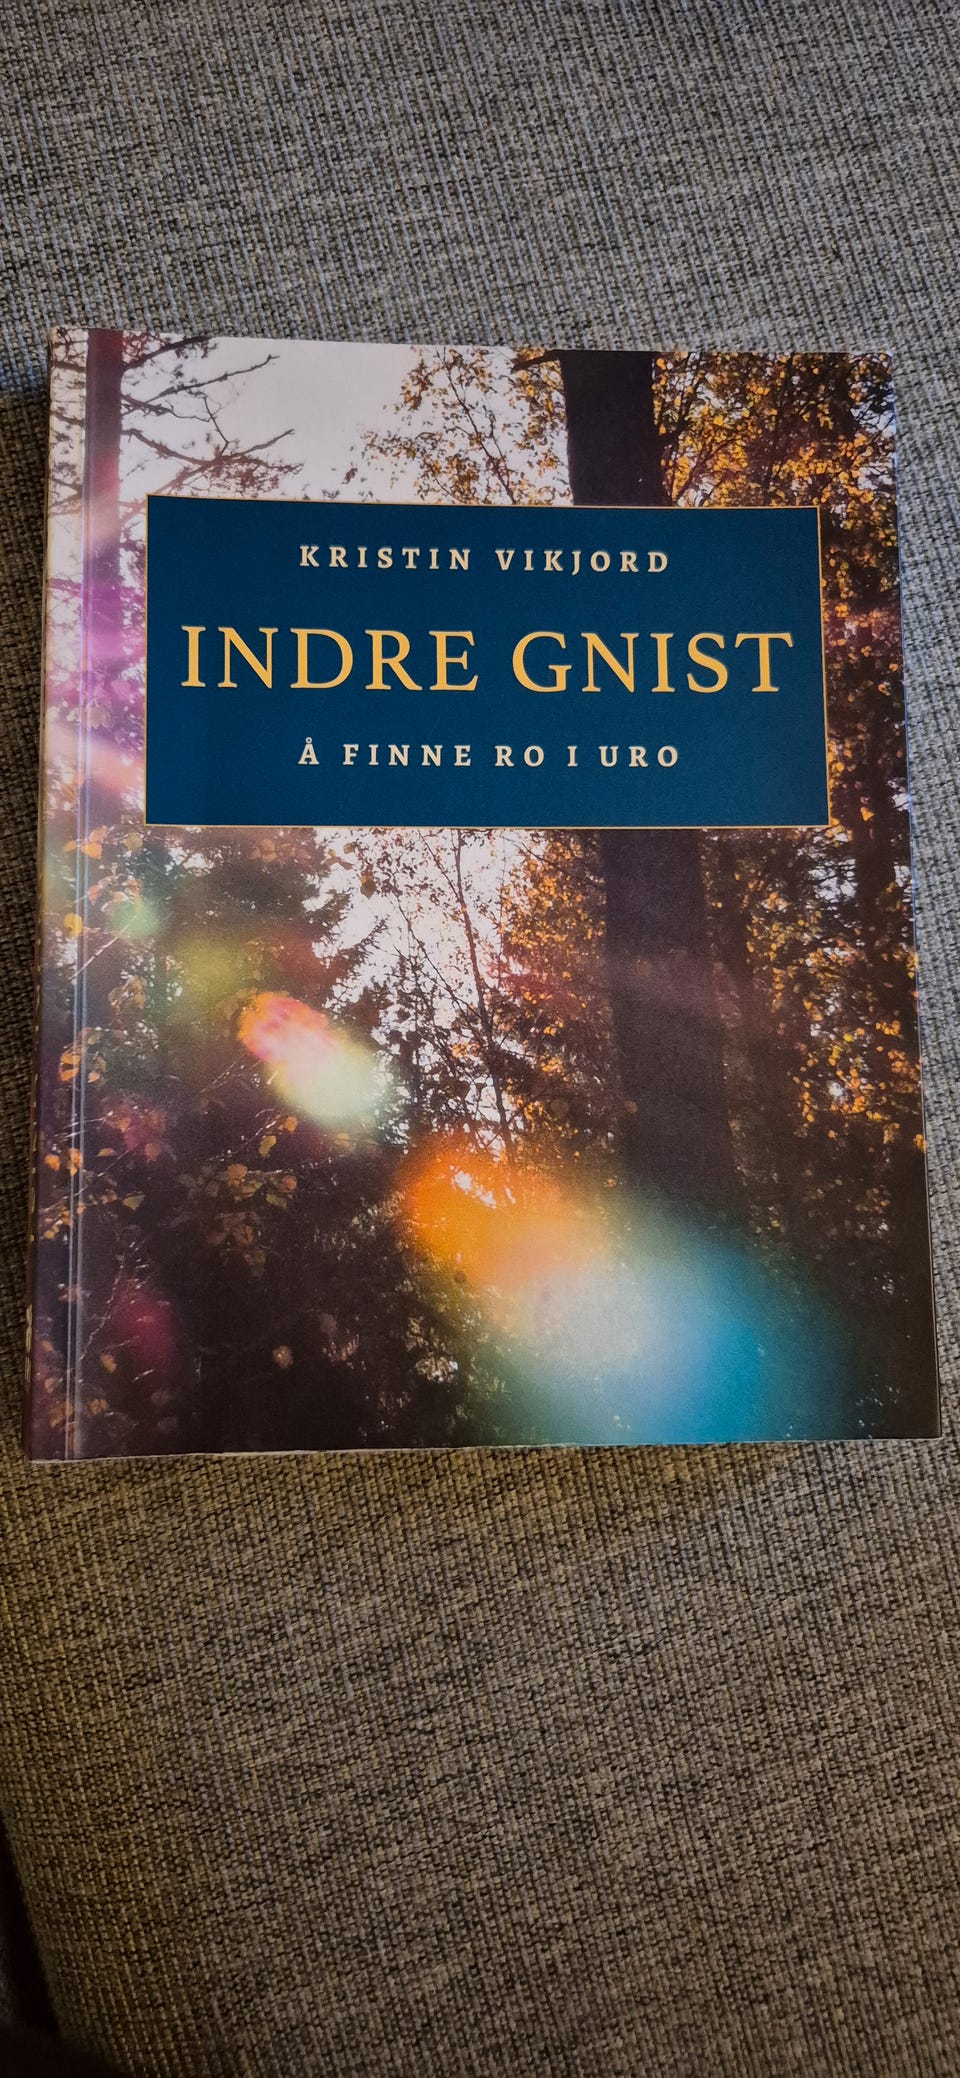 KRISTIN VIKJORD
INDRE GNIST
Å FINNE RO I URO